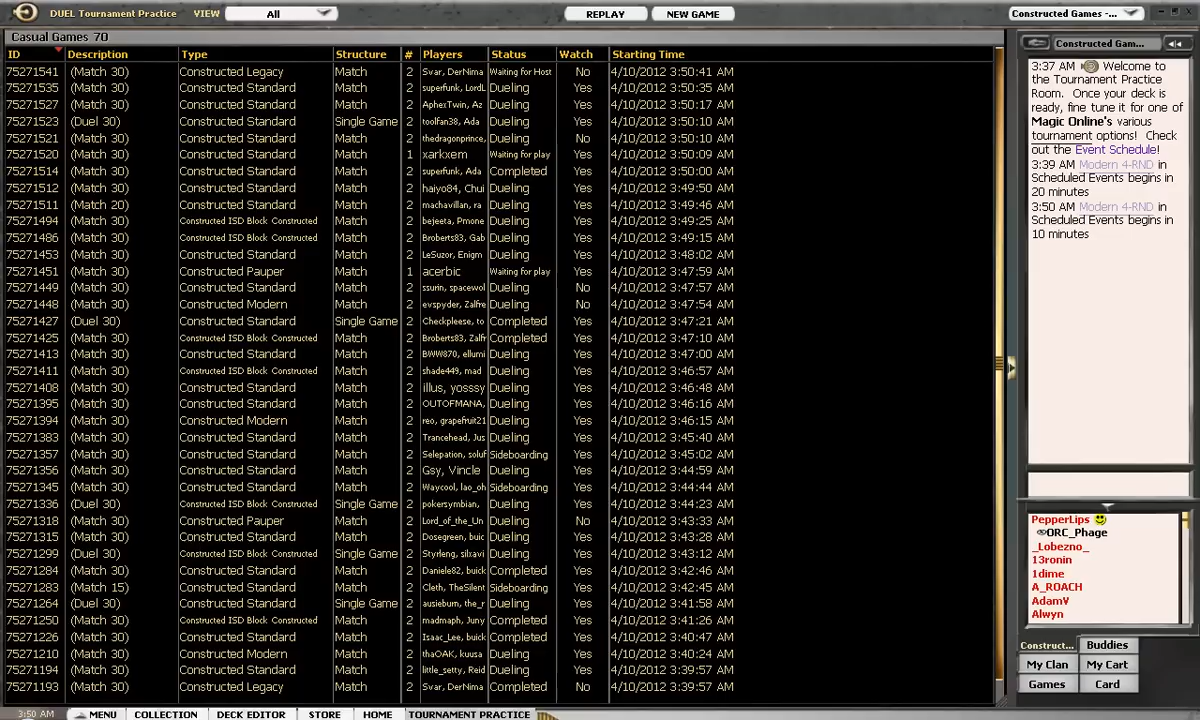 DUEL Tournament Practice VIEW All REPLAY NEW GAME Constructed Games -...
Casual Games 70
ID Description Type Structure # Players Status Watch Starting Time
75271541 (Match 30) Constructed Legacy Match 2 Svar, DerNima Waiting for Host No 4/10/2012 3:50:41 AM
75271535 (Match 30) Constructed Standard Match 2 superfunk, LordL Dueling Yes 4/10/2012 3:50:35 AM
75271527 (Match 30) Constructed Standard Match 2 AphexTwin, Az Dueling Yes 4/10/2012 3:50:17 AM
75271523 (Duel 30) Constructed Standard Single Game 2 toolfan38, Ada Dueling Yes 4/10/2012 3:50:10 AM
75271521 (Match 30) Constructed Standard Match 2 thedragonprince, Dueling No 4/10/2012 3:50:10 AM
75271520 (Match 30) Constructed Standard Match 1 xarkxem Waiting for play Yes 4/10/2012 3:50:09 AM
75271514 (Match 30) Constructed Standard Match 2 superfunk, Ada Completed Yes 4/10/2012 3:50:00 AM
75271512 (Match 30) Constructed Standard Match 2 haiyo84, Chui Dueling Yes 4/10/2012 3:49:50 AM
75271511 (Match 20) Constructed Standard Match 2 machavillan, ra Dueling Yes 4/10/2012 3:49:46 AM
75271494 (Match 30) Constructed ISD Block Constructed Match 2 bejeeta, Pmone Dueling Yes 4/10/2012 3:49:25 AM
75271486 (Match 30) Constructed ISD Block Constructed Match 2 Broberts83, Gab Dueling Yes 4/10/2012 3:49:15 AM
75271453 (Match 30) Constructed Standard Match 2 LeSuzor, Enigm Dueling Yes 4/10/2012 3:48:02 AM
75271451 (Match 30) Constructed Pauper Match 1 acerbic Waiting for play Yes 4/10/2012 3:47:59 AM
75271449 (Match 30) Constructed Standard Match 2 ssurin, spacewol Dueling No 4/10/2012 3:47:57 AM
75271448 (Match 30) Constructed Modern Match 2 evspyder, Zalfre Dueling No 4/10/2012 3:47:54 AM
75271427 (Duel 30) Constructed Standard Single Game 2 Checkpleese, to Completed Yes 4/10/2012 3:47:21 AM
75271425 (Match 30) Constructed ISD Block Constructed Match 2 Broberts83, Zalfr Completed Yes 4/10/2012 3:47:10 AM
75271413 (Match 30) Constructed Standard Match 2 BWW870, ellumi Dueling Yes 4/10/2012 3:47:00 AM
75271411 (Match 30) Constructed ISD Block Constructed Match 2 shade449, mad Dueling Yes 4/10/2012 3:46:57 AM
75271408 (Match 30) Constructed Standard Match 2 illus, yosssy Dueling Yes 4/10/2012 3:46:48 AM
75271395 (Match 30) Constructed Standard Match 2 OUTOFMANA, Dueling Yes 4/10/2012 3:46:16 AM
75271394 (Match 30) Constructed Modern Match 2 reo, grapefruit21 Dueling Yes 4/10/2012 3:46:15 AM
75271383 (Match 30) Constructed Standard Match 2 Trancehead, Jus Dueling Yes 4/10/2012 3:45:40 AM
75271357 (Match 30) Constructed Standard Match 2 Selepation, soluf Sideboarding Yes 4/10/2012 3:45:02 AM
75271356 (Match 30) Constructed Standard Match 2 Gsy, Vincle Dueling Yes 4/10/2012 3:44:59 AM
75271345 (Match 30) Constructed Standard Match 2 Waycool, lao_oh Sideboarding Yes 4/10/2012 3:44:44 AM
75271336 (Duel 30) Constructed ISD Block Constructed Single Game 2 pokersymbian, Dueling Yes 4/10/2012 3:44:23 AM
75271318 (Match 30) Constructed Pauper Match 2 Lord_of_the_Un Dueling No 4/10/2012 3:43:33 AM
75271315 (Match 30) Constructed Standard Match 2 Dosegreen, buic Dueling Yes 4/10/2012 3:43:28 AM
75271299 (Duel 30) Constructed ISD Block Constructed Single Game 2 Styrleng, silxavi Dueling Yes 4/10/2012 3:43:12 AM
75271284 (Match 30) Constructed Standard Match 2 Daniele82, buick Completed Yes 4/10/2012 3:42:46 AM
75271283 (Match 15) Constructed Standard Match 2 Cleth, TheSilent Sideboarding Yes 4/10/2012 3:42:45 AM
75271264 (Duel 30) Constructed Standard Single Game 2 ausieburn, the_r Dueling Yes 4/10/2012 3:41:58 AM
75271250 (Match 30) Constructed ISD Block Constructed Match 2 madmaph, Juny Completed Yes 4/10/2012 3:41:26 AM
75271226 (Match 30) Constructed Standard Match 2 Isaac_Lee, buick Completed Yes 4/10/2012 3:40:47 AM
75271210 (Match 30) Constructed Modern Match 2 thaOAK, kuusa Dueling Yes 4/10/2012 3:40:24 AM
75271194 (Match 30) Constructed Standard Match 2 little_setty, Reid Dueling Yes 4/10/2012 3:39:57 AM
75271193 (Match 30) Constructed Legacy Match 2 Svar, DerNima Completed No 4/10/2012 3:39:57 AM
Constructed Gam...
3:37 AM Welcome to
the Tournament Practice
Room. Once your deck is
ready, fine tune it for one of
Magic Online's various
tournament options! Check
out the Event Schedule!
3:39 AM Modern 4-RND in
Scheduled Events begins in
20 minutes
3:50 AM Modern 4-RND in
Scheduled Events begins in
10 minutes
PepperLips
ORC_Phage
_Lobezno_
13ronin
1dime
A_ROACH
AdamY
Alwyn
Construct... Buddies
My Clan My Cart
Games Card
3:50 AM MENU COLLECTION DECK EDITOR STORE HOME TOURNAMENT PRACTICE